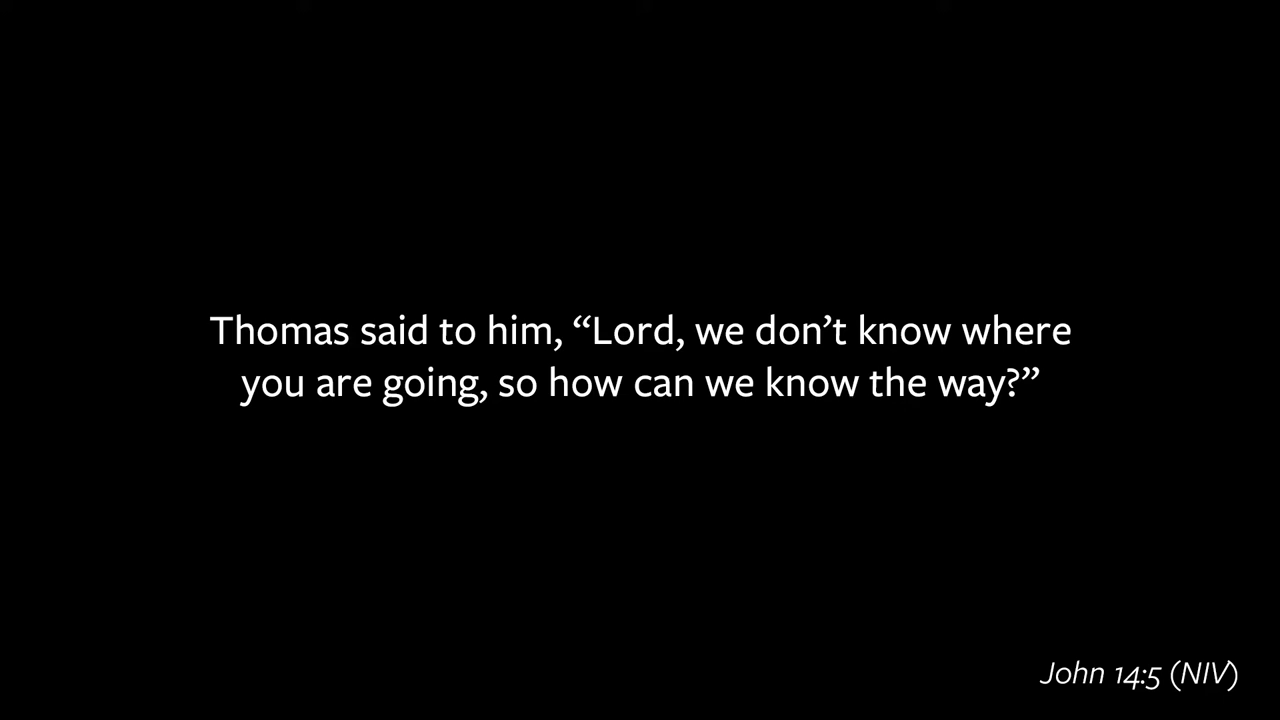 Thomas said to him, “Lord, we don’t know where
you are going, so how can we know the way?”
John 14:5 (NIV)